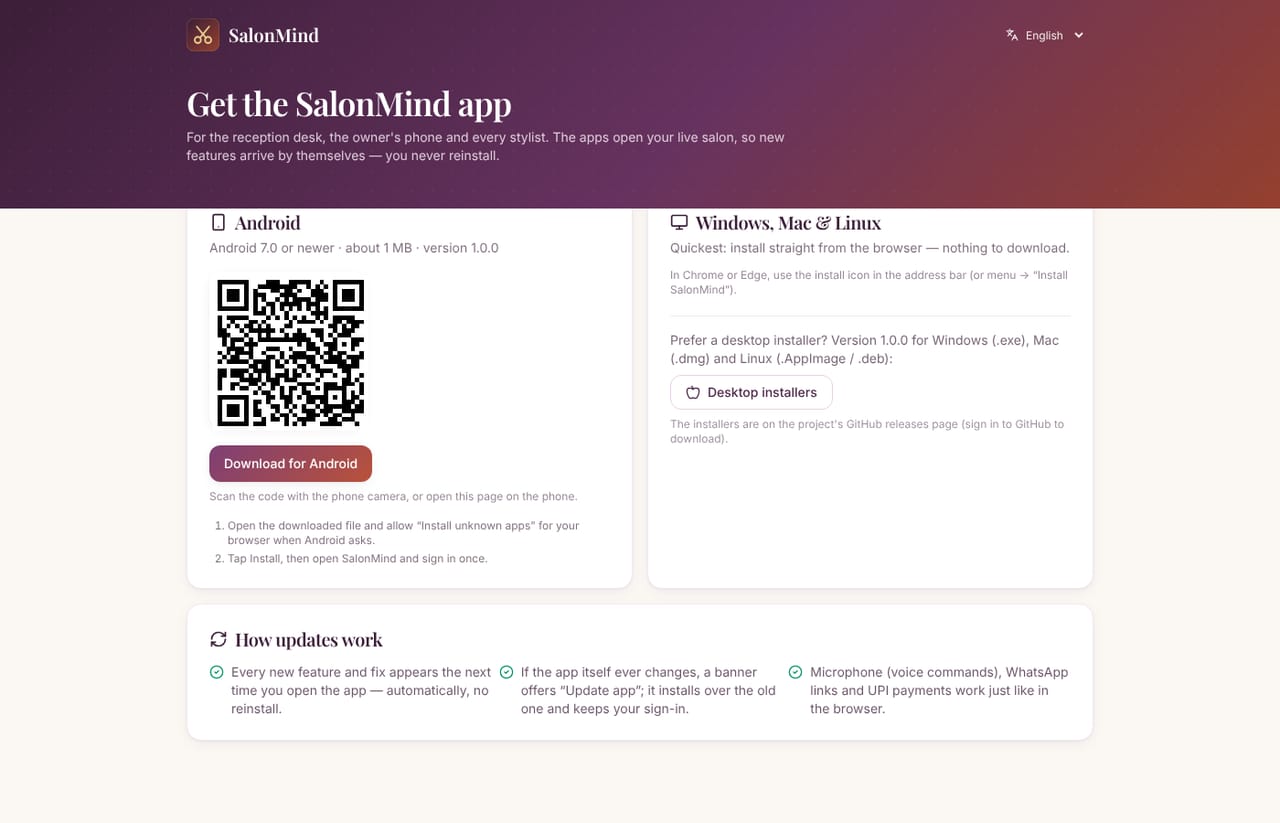 SalonMind
English
Get the SalonMind app
For the reception desk, the owner's phone and every stylist. The apps open your live salon, so new
features arrive by themselves — you never reinstall.
Android
Android 7.0 or newer · about 1 MB · version 1.0.0
Download for Android
Scan the code with the phone camera, or open this page on the phone.
1. Open the downloaded file and allow “Install unknown apps” for your
browser when Android asks.
2. Tap Install, then open SalonMind and sign in once.
Windows, Mac & Linux
Quickest: install straight from the browser — nothing to download.
In Chrome or Edge, use the install icon in the address bar (or menu → “Install
SalonMind”).
Prefer a desktop installer? Version 1.0.0 for Windows (.exe), Mac
(.dmg) and Linux (.AppImage / .deb):
Desktop installers
The installers are on the project's GitHub releases page (sign in to GitHub to
download).
How updates work
Every new feature and fix appears the next
time you open the app — automatically, no
reinstall.
If the app itself ever changes, a banner
offers “Update app”; it installs over the old
one and keeps your sign-in.
Microphone (voice commands), WhatsApp
links and UPI payments work just like in
the browser.